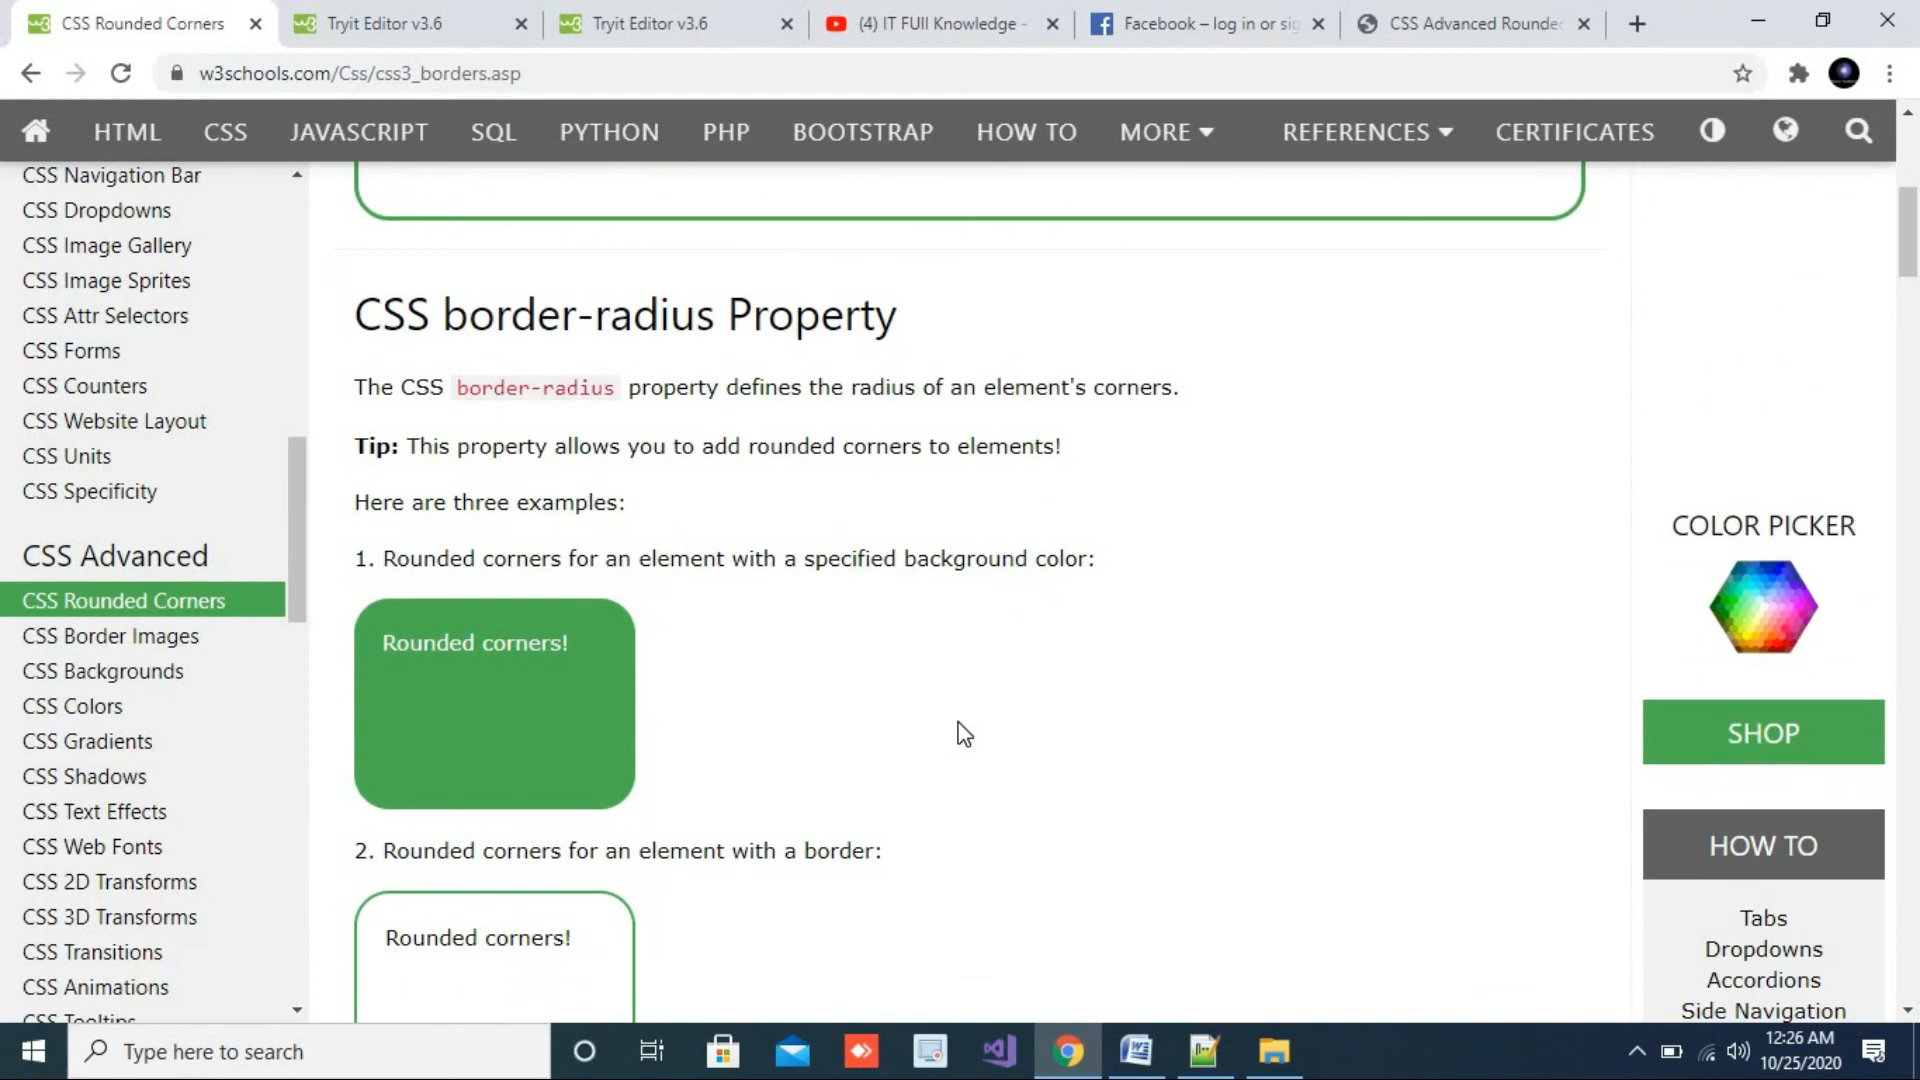 CSS Rounded Corners
Tryit Editor v3.6
Tryit Editor v3.6
(4) IT FUll Knowledge -
Facebook – log in or sig
CSS Advanced Rounde
w3schools.com/Css/css3_borders.asp
HTML CSS JAVASCRIPT SQL PYTHON PHP BOOTSTRAP HOW TO MORE REFERENCES CERTIFICATES
CSS Navigation Bar
CSS Dropdowns
CSS Image Gallery
CSS Image Sprites
CSS Attr Selectors
CSS Forms
CSS Counters
CSS Website Layout
CSS Units
CSS Specificity
CSS Advanced
CSS Rounded Corners
CSS Border Images
CSS Backgrounds
CSS Colors
CSS Gradients
CSS Shadows
CSS Text Effects
CSS Web Fonts
CSS 2D Transforms
CSS 3D Transforms
CSS Transitions
CSS Animations
CSS Tooltips
CSS border-radius Property
The CSS border-radius property defines the radius of an element's corners.
Tip: This property allows you to add rounded corners to elements!
Here are three examples:
1. Rounded corners for an element with a specified background color:
Rounded corners!
2. Rounded corners for an element with a border:
Rounded corners!
COLOR PICKER
SHOP
HOW TO
Tabs
Dropdowns
Accordions
Side Navigation
Type here to search
12:26 AM
10/25/2020